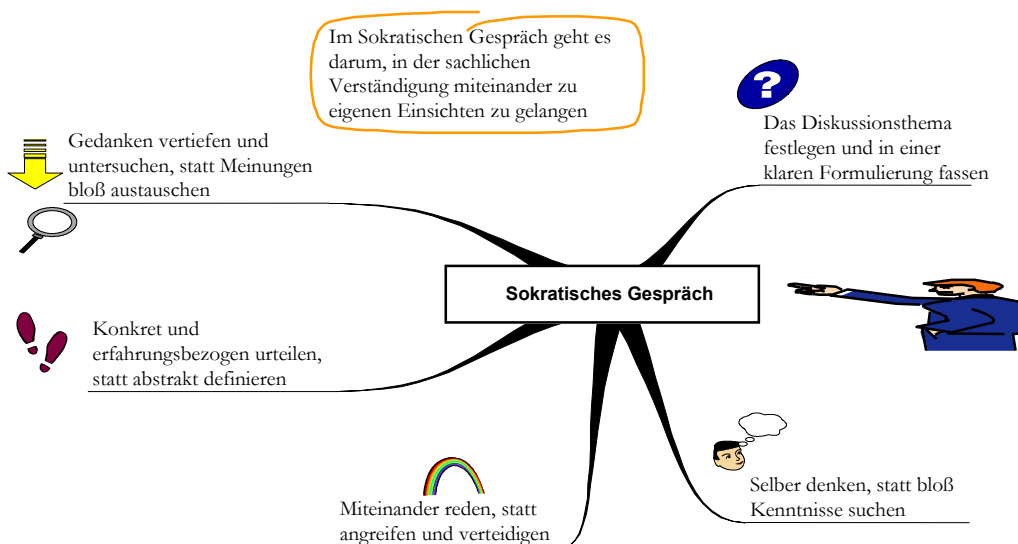 Im Sokratischen Gespräch geht es
darum, in der sachlichen
Verständigung miteinander zu
eigenen Einsichten zu gelangen
?
Das Diskussionsthema
festlegen und in einer
klaren Formulierung fassen
Gedanken vertiefen und
untersuchen, statt Meinungen
bloß austauschen
Sokratisches Gespräch
Konkret und
erfahrungsbezogen urteilen,
statt abstrakt definieren
Selber denken, statt bloß
Kenntnisse suchen
Miteinander reden, statt
angreifen und verteidigen